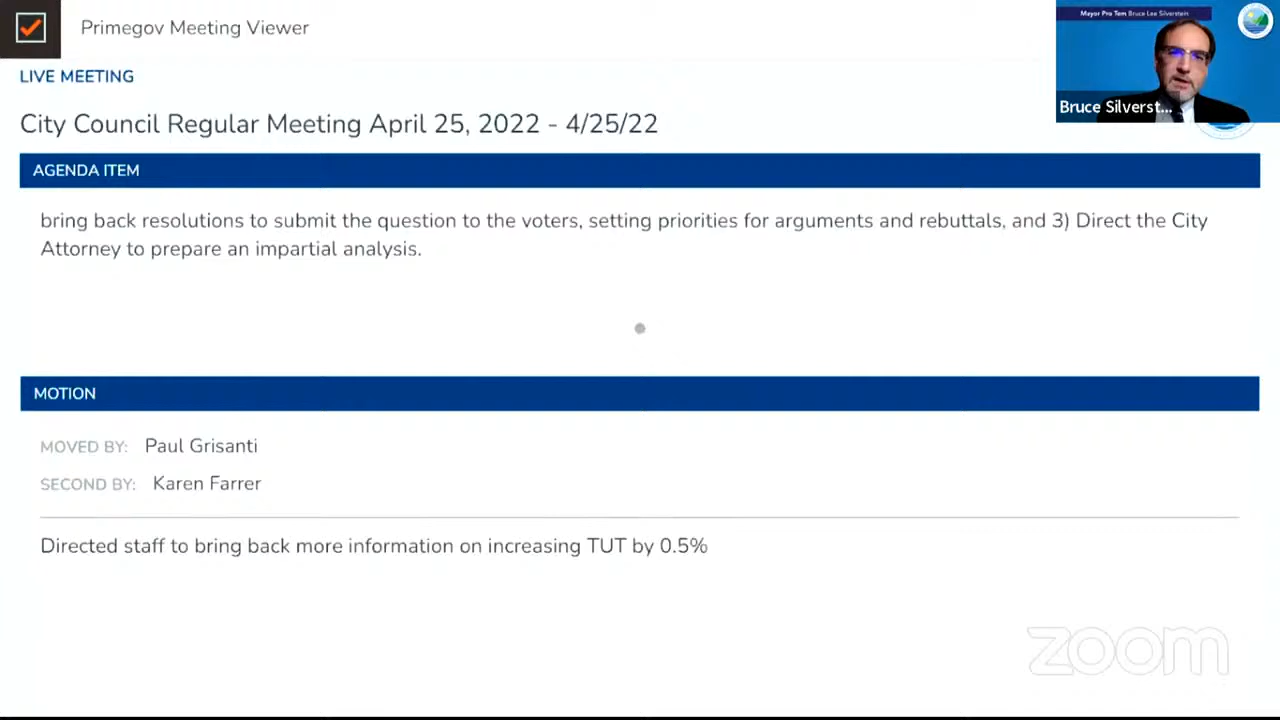 Primegov Meeting Viewer
Mayor Pro Tem Bruce Lee Silverstein
LIVE MEETING
Bruce Silverst...
City Council Regular Meeting April 25, 2022 - 4/25/22
AGENDA ITEM
bring back resolutions to submit the question to the voters, setting priorities for arguments and rebuttals, and 3) Direct the City
Attorney to prepare an impartial analysis.
MOTION
MOVED BY: Paul Grisanti
SECOND BY: Karen Farrer
Directed staff to bring back more information on increasing TUT by 0.5%
zoom